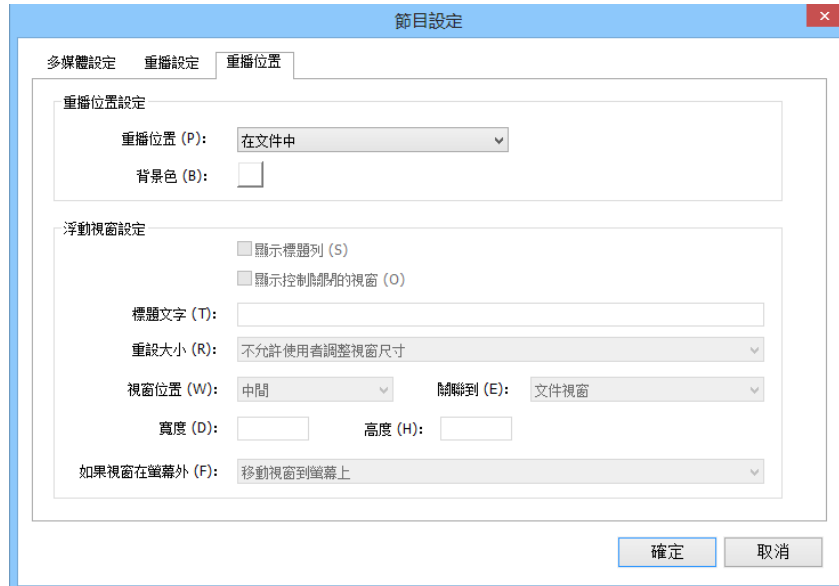 節目設定
多媒體設定 重播設定 重播位置
重播位置設定
重播位置 (P): 在文件中
背景色 (B):
浮動視窗設定
顯示標題列 (S)
顯示控制關閉的視窗 (O)
標題文字 (T):
重設大小 (R): 不允許使用者調整視窗尺寸
視窗位置 (W): 中間 關聯到 (E): 文件視窗
寬度 (D): 高度 (H):
如果視窗在螢幕外 (F): 移動視窗到螢幕上
確定 取消